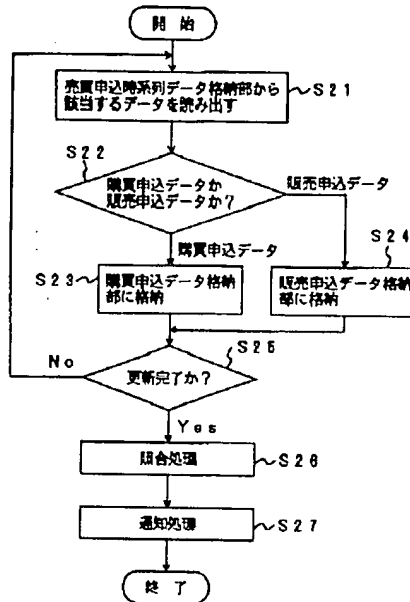 開始
売買申込時系列データ格納部から
該当するデータを読み出す
S21
S22
購買申込データか
販売申込データか?
販売申込データ
購買申込データ
S23
購買申込データ格納
部に格納
S24
販売申込データ格納
部に格納
S25
No
更新完了か?
Yes
照合処理
S26
通知処理
S27
終了